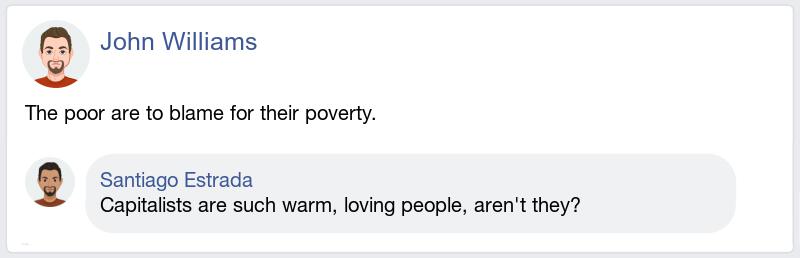 John Williams
The poor are to blame for their poverty.
Santiago Estrada
Capitalists are such warm, loving people, aren't they?